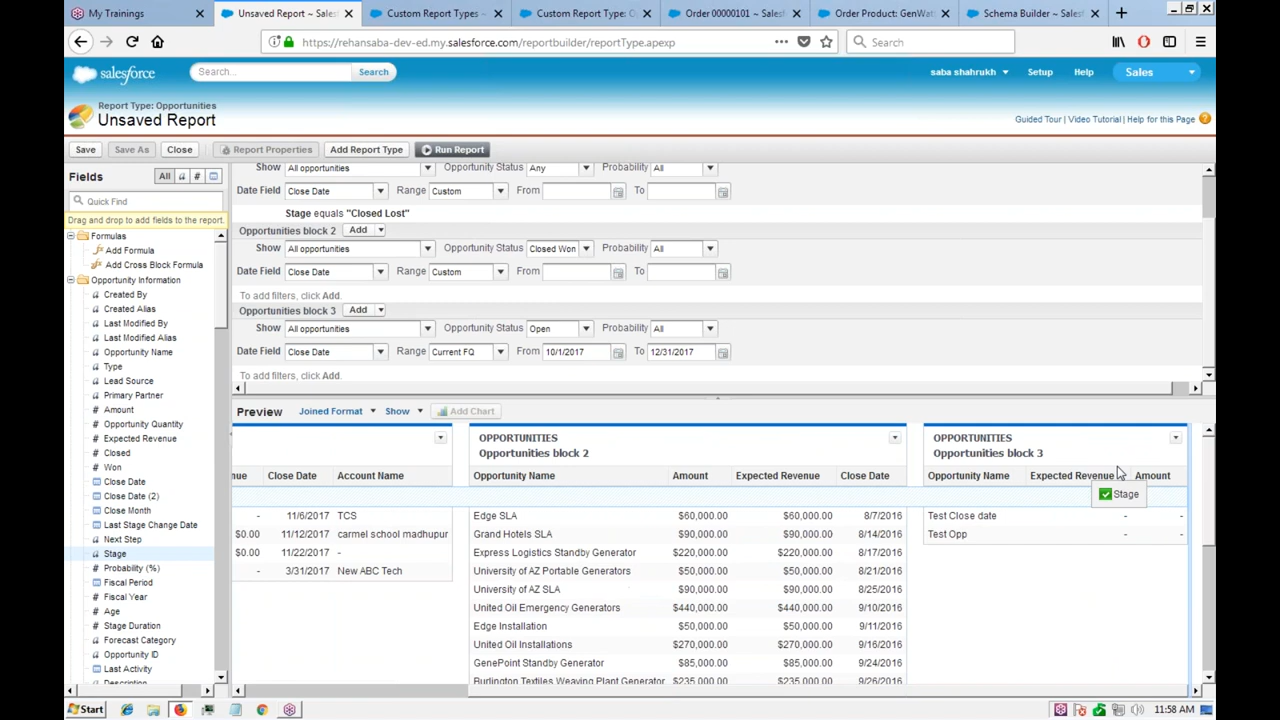 My Trainings
Unsaved Report ~ Sales
Custom Report Types ~
Custom Report Type: O
Order 00000101 ~ Salesf
Order Product: GenWatt
Schema Builder ~ Salesf
https://rehansaba-dev-ed.my.salesforce.com/reportbuilder/reportType.apexp
Search
salesforce
Search...
Search
saba shahrukh
Setup
Help
Sales
Report Type: Opportunities
Unsaved Report
Guided Tour | Video Tutorial | Help for this Page
Save
Save As
Close
Report Properties
Add Report Type
Run Report
Fields
All
#
Quick Find
Drag and drop to add fields to the report.
Formulas
Add Formula
Add Cross Block Formula
Opportunity Information
Created By
Created Alias
Last Modified By
Last Modified Alias
Opportunity Name
Type
Lead Source
Primary Partner
# Amount
Opportunity Quantity
# Expected Revenue
# Closed
# Won
Close Date
Close Date (2)
Close Month
Last Stage Change Date
Next Step
Stage
# Probability (%)
Fiscal Period
# Fiscal Year
# Age
# Stage Duration
Forecast Category
Opportunity ID
Last Activity
Description
Show All opportunities Opportunity Status Any Probability All
Date Field Close Date Range Custom From To
Stage equals "Closed Lost"
Opportunities block 2 Add
Show All opportunities Opportunity Status Closed Won Probability All
Date Field Close Date Range Custom From To
To add filters, click Add.
Opportunities block 3 Add
Show All opportunities Opportunity Status Open Probability All
Date Field Close Date Range Current FQ From 10/1/2017 To 12/31/2017
To add filters, click Add.
Preview Joined Format Show Add Chart
nue Close Date Account Name
- 11/6/2017 TCS
$0.00 11/12/2017 carmel school madhupur
$0.00 11/22/2017 -
- 3/31/2017 New ABC Tech
OPPORTUNITIES
Opportunities block 2
Opportunity Name Amount Expected Revenue Close Date
Edge SLA $60,000.00 $60,000.00 8/7/2016
Grand Hotels SLA $90,000.00 $90,000.00 8/14/2016
Express Logistics Standby Generator $220,000.00 $220,000.00 8/17/2016
University of AZ Portable Generators $50,000.00 $50,000.00 8/21/2016
University of AZ SLA $90,000.00 $90,000.00 8/25/2016
United Oil Emergency Generators $440,000.00 $440,000.00 9/10/2016
Edge Installation $50,000.00 $50,000.00 9/11/2016
United Oil Installations $270,000.00 $270,000.00 9/16/2016
GenePoint Standby Generator $85,000.00 $85,000.00 9/24/2016
Burlington Textiles Weaving Plant Generator $235,000.00 $235,000.00 9/26/2016
OPPORTUNITIES
Opportunities block 3
Opportunity Name Expected Revenue Amount
Stage
Test Close date - -
Test Opp - -
Start
11:58 AM